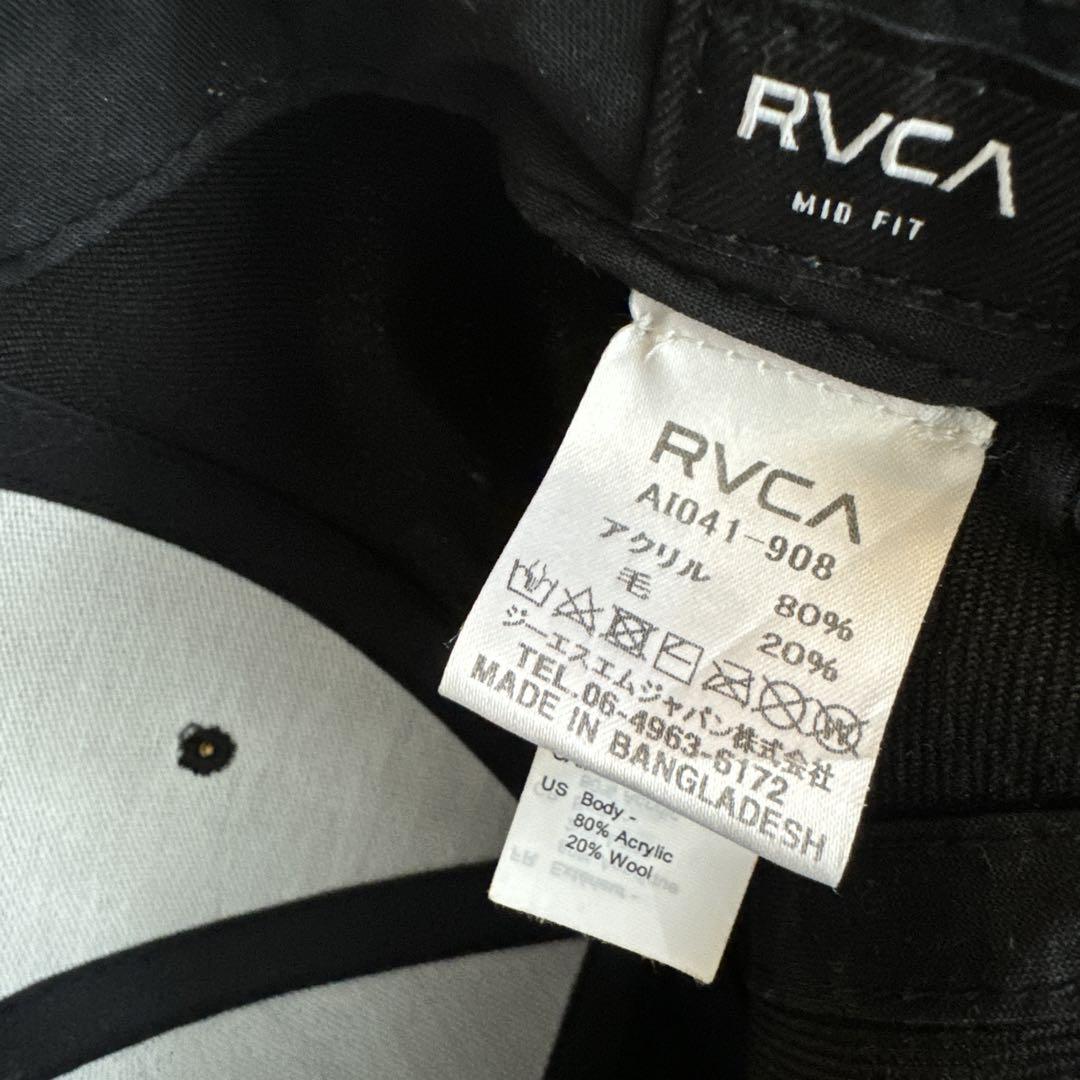 RVCA
MID FIT
RVCA
AI041-908
アクリル 80%
毛 20%
ジーエスエムジャパン株式会社
TEL.06-4963-6172
MADE IN BANGLADESH
US Body -
80% Acrylic
20% Wool